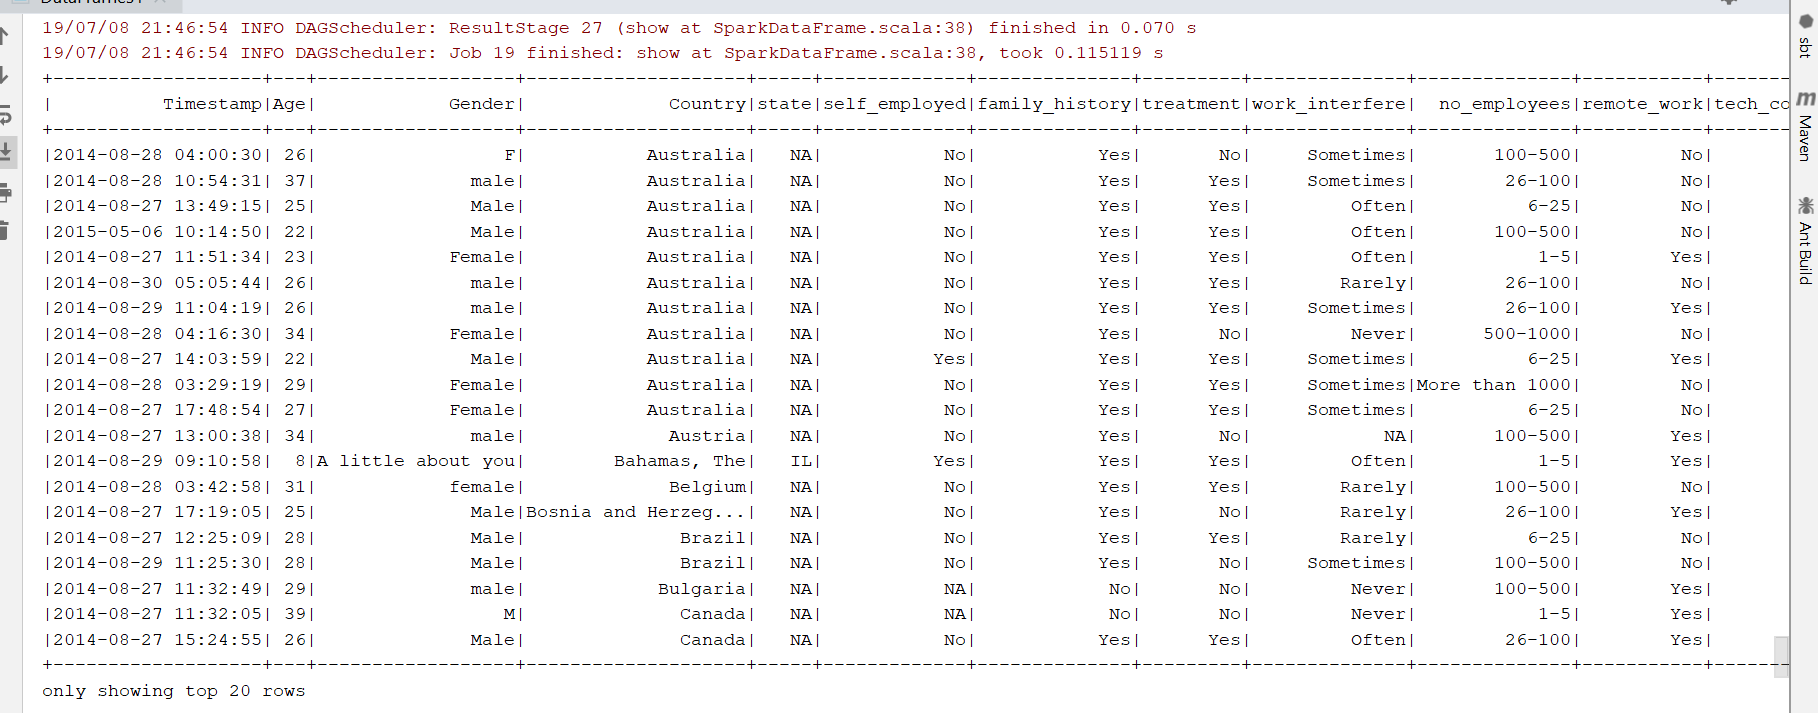 DataFrames1
19/07/08 21:46:54 INFO DAGScheduler: ResultStage 27 (show at SparkDataFrame.scala:38) finished in 0.070 s
19/07/08 21:46:54 INFO DAGScheduler: Job 19 finished: show at SparkDataFrame.scala:38, took 0.115119 s
+-------------------+---+------------------+--------------------+-----+-------------+--------------+---------+--------------+--------------+-----------+-------
|          Timestamp|Age|            Gender|             Country|state|self_employed|family_history|treatment|work_interfere|  no_employees|remote_work|tech_co
+-------------------+---+------------------+--------------------+-----+-------------+--------------+---------+--------------+--------------+-----------+-------
|2014-08-28 04:00:30| 26|                 F|           Australia|   NA|           No|           Yes|       No|     Sometimes|       100-500|         No|
|2014-08-28 10:54:31| 37|              male|           Australia|   NA|           No|           Yes|      Yes|     Sometimes|        26-100|         No|
|2014-08-27 13:49:15| 25|              Male|           Australia|   NA|           No|           Yes|      Yes|         Often|          6-25|         No|
|2015-05-06 10:14:50| 22|              Male|           Australia|   NA|           No|           Yes|      Yes|         Often|       100-500|         No|
|2014-08-27 11:51:34| 23|            Female|           Australia|   NA|           No|           Yes|      Yes|         Often|           1-5|        Yes|
|2014-08-30 05:05:44| 26|              male|           Australia|   NA|           No|           Yes|      Yes|        Rarely|        26-100|         No|
|2014-08-29 11:04:19| 26|              male|           Australia|   NA|           No|           Yes|      Yes|     Sometimes|        26-100|        Yes|
|2014-08-28 04:16:30| 34|            Female|           Australia|   NA|           No|           Yes|       No|         Never|      500-1000|         No|
|2014-08-27 14:03:59| 22|              Male|           Australia|   NA|          Yes|           Yes|      Yes|     Sometimes|          6-25|        Yes|
|2014-08-28 03:29:19| 29|            Female|           Australia|   NA|           No|           Yes|      Yes|     Sometimes|More than 1000|         No|
|2014-08-27 17:48:54| 27|            Female|           Australia|   NA|           No|           Yes|      Yes|     Sometimes|          6-25|         No|
|2014-08-27 13:00:38| 34|              male|             Austria|   NA|           No|           Yes|       No|            NA|       100-500|        Yes|
|2014-08-29 09:10:58|  8|A little about you|        Bahamas, The|   IL|          Yes|           Yes|      Yes|         Often|           1-5|        Yes|
|2014-08-28 03:42:58| 31|            female|             Belgium|   NA|           No|           Yes|      Yes|        Rarely|       100-500|         No|
|2014-08-27 17:19:05| 25|              Male|Bosnia and Herzeg...|   NA|           No|           Yes|       No|        Rarely|        26-100|        Yes|
|2014-08-27 12:25:09| 28|              Male|              Brazil|   NA|           No|           Yes|      Yes|        Rarely|          6-25|         No|
|2014-08-29 11:25:30| 28|              Male|              Brazil|   NA|           No|           Yes|       No|     Sometimes|       100-500|         No|
|2014-08-27 11:32:49| 29|              male|            Bulgaria|   NA|           NA|            No|       No|         Never|       100-500|        Yes|
|2014-08-27 11:32:05| 39|                 M|              Canada|   NA|           NA|            No|       No|         Never|           1-5|        Yes|
|2014-08-27 15:24:55| 26|              Male|              Canada|   NA|           No|           Yes|      Yes|         Often|        26-100|        Yes|
+-------------------+---+------------------+--------------------+-----+-------------+--------------+---------+--------------+--------------+-----------+-------
only showing top 20 rows
sbt
m Maven
Ant Build